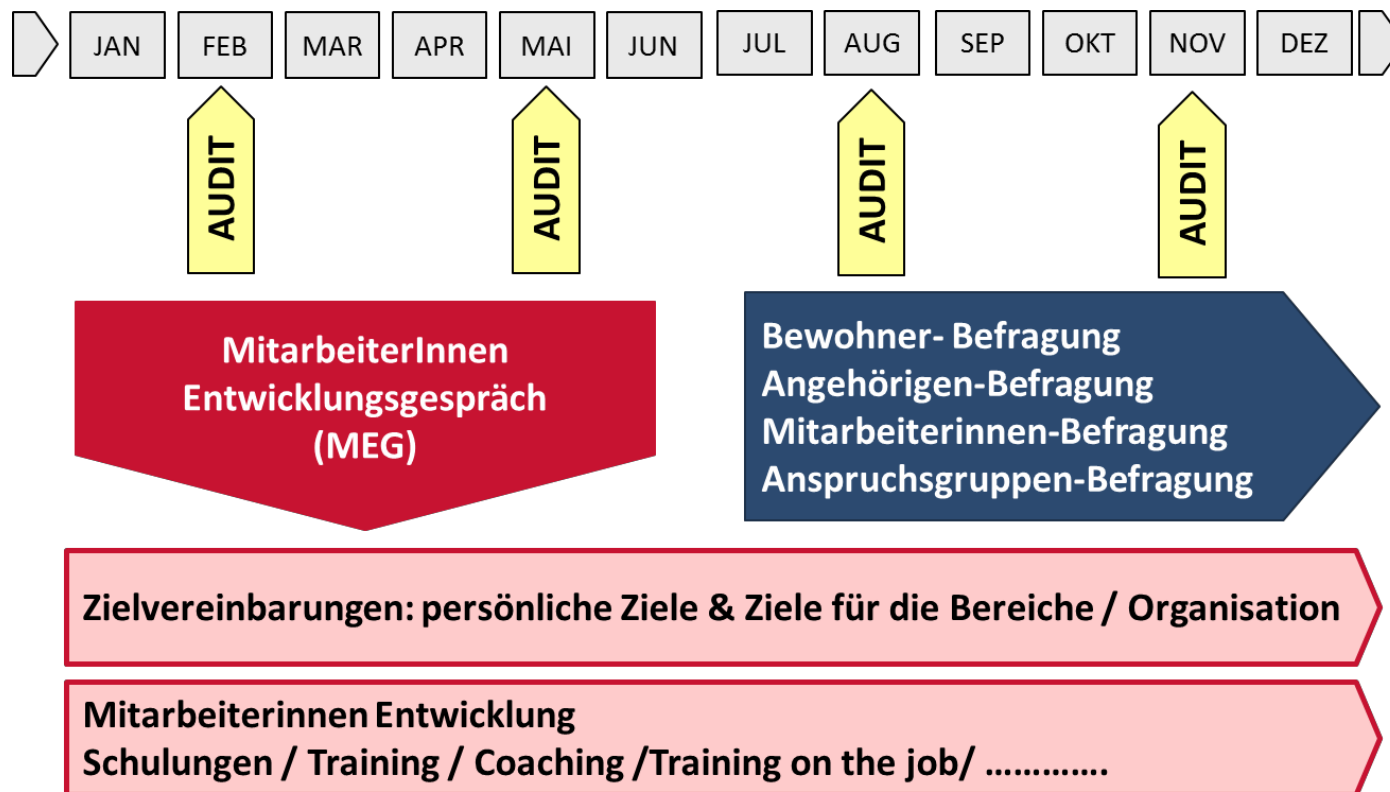 JAN FEB MAR APR MAI JUN JUL AUG SEP OKT NOV DEZ
AUDIT AUDIT AUDIT AUDIT
MitarbeiterInnen
Entwicklungsgespräch
(MEG)
Bewohner- Befragung
Angehörigen-Befragung
Mitarbeiterinnen-Befragung
Anspruchsgruppen-Befragung
Zielvereinbarungen: persönliche Ziele & Ziele für die Bereiche / Organisation
Mitarbeiterinnen Entwicklung
Schulungen / Training / Coaching /Training on the job/ ………….